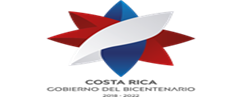 COSTA RICA
GOBIERNO DEL BICENTENARIO
2018 - 2022